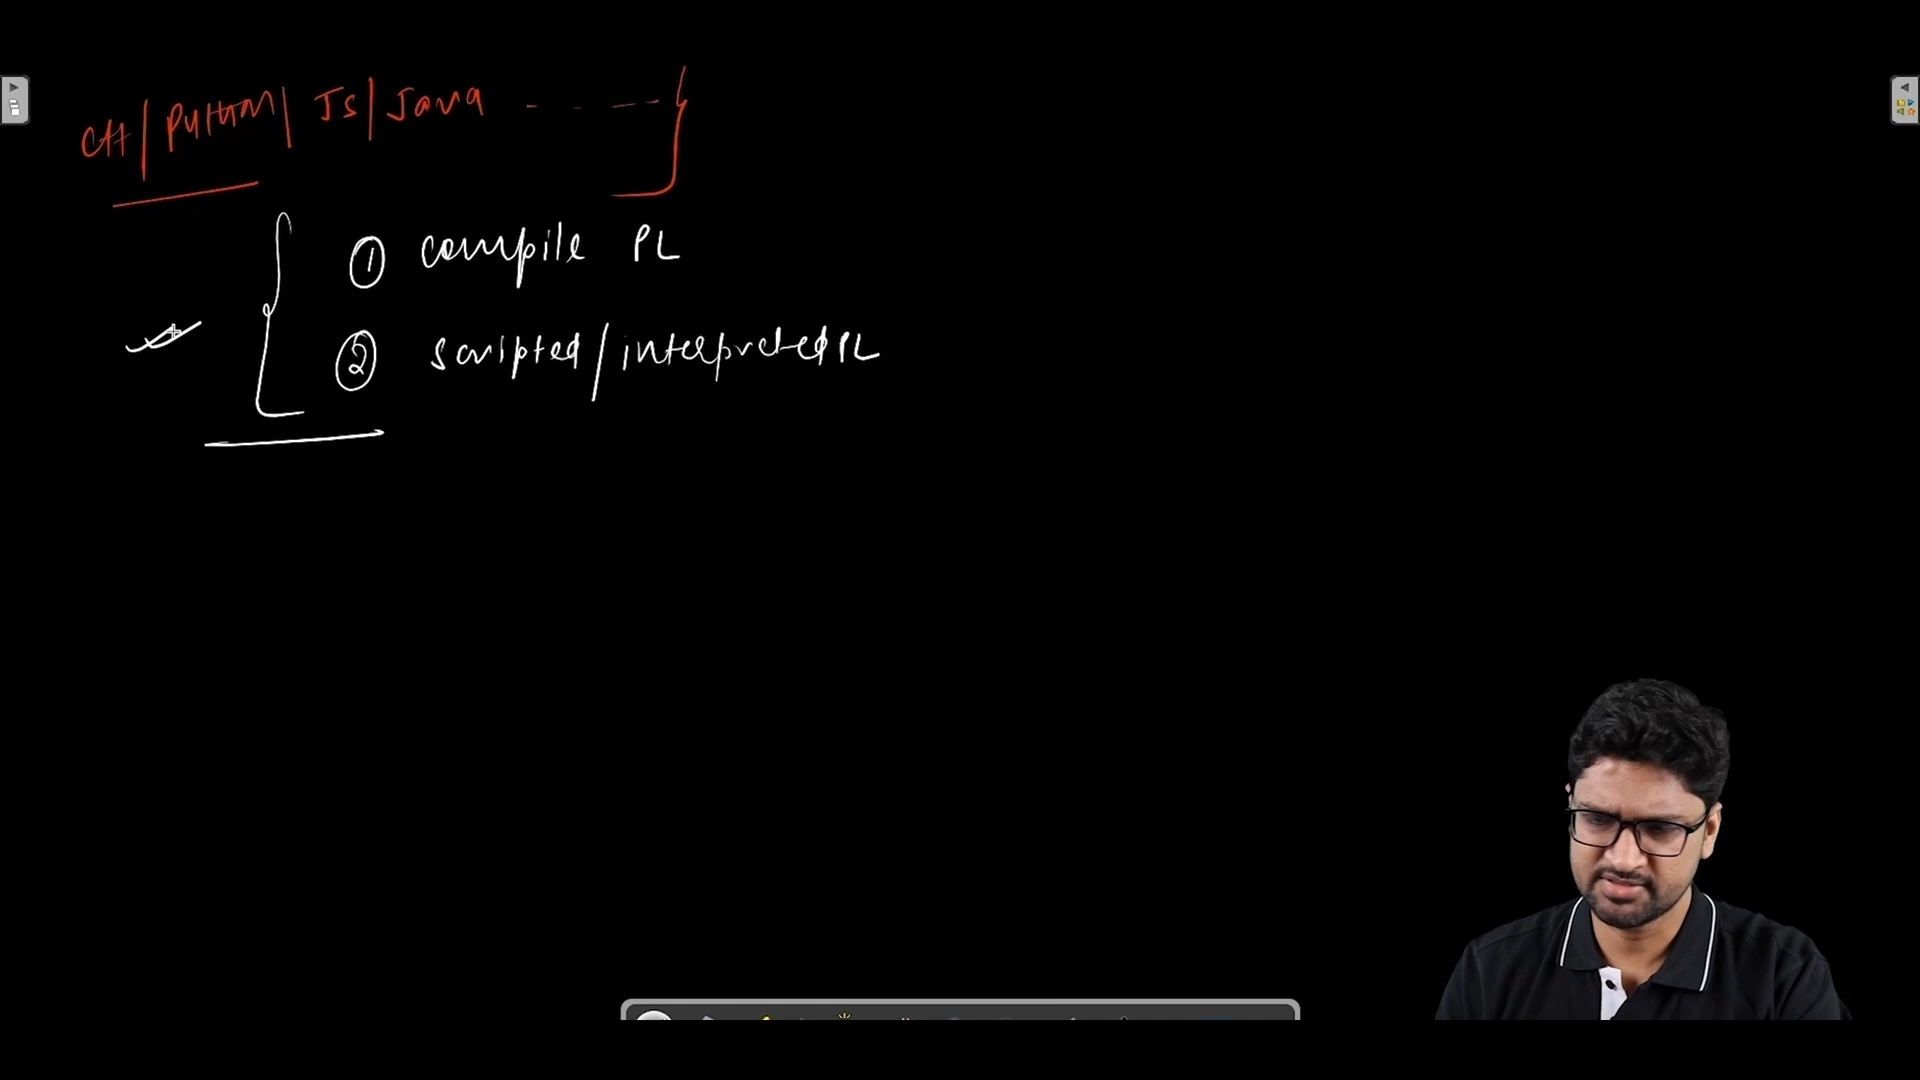 C++ / Python / JS / Java - - - -
① compile PL
② scripted / interpreted PL